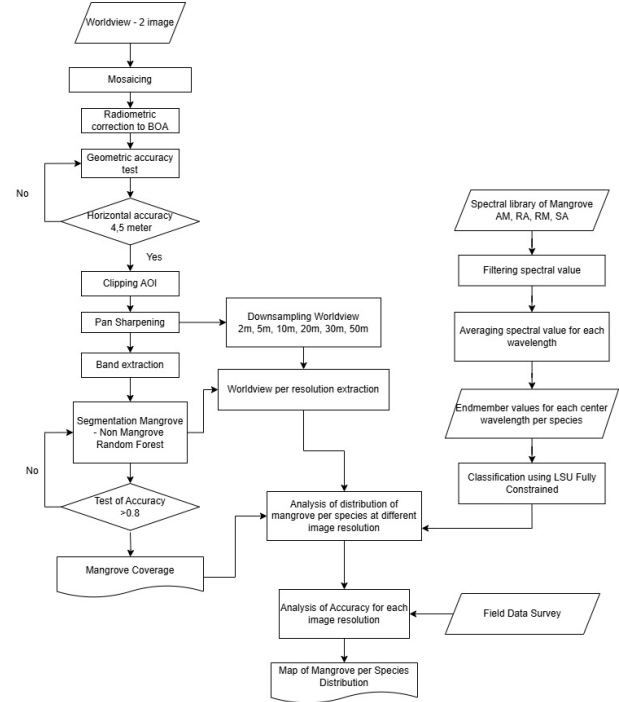 Worldview - 2 image
Mosaicing
Radiometric
correction to BOA
Geometric accuracy
test
No
Horizontal accuracy
4,5 meter
Yes
Clipping AOI
Pan Sharpening
Band extraction
Segmentation Mangrove
- Non Mangrove
Random Forest
No
Test of Accuracy
>0.8
Mangrove Coverage
Downsampling Worldview
2m, 5m, 10m, 20m, 30m, 50m
Worldview per resolution extraction
Spectral library of Mangrove
AM, RA, RM, SA
Filtering spectral value
Averaging spectral value for each
wavelength
Endmember values for each center
wavelength per species
Classification using LSU Fully
Constrained
Analysis of distribution of
mangrove per species at different
image resolution
Analysis of Accuracy for each
image resolution
Field Data Survey
Map of Mangrove per Species
Distribution